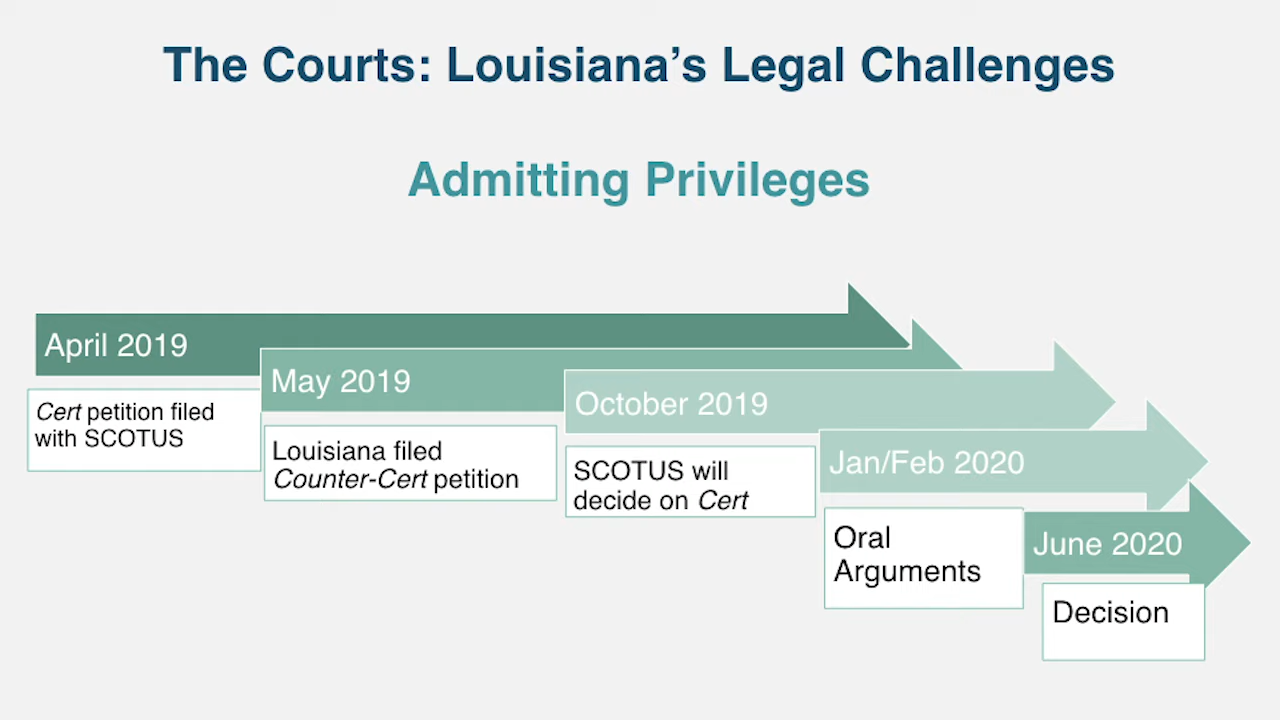 The Courts: Louisiana’s Legal Challenges
Admitting Privileges
April 2019
Cert petition filed
with SCOTUS
May 2019
Louisiana filed
Counter-Cert petition
October 2019
SCOTUS will
decide on Cert
Jan/Feb 2020
Oral
Arguments
June 2020
Decision